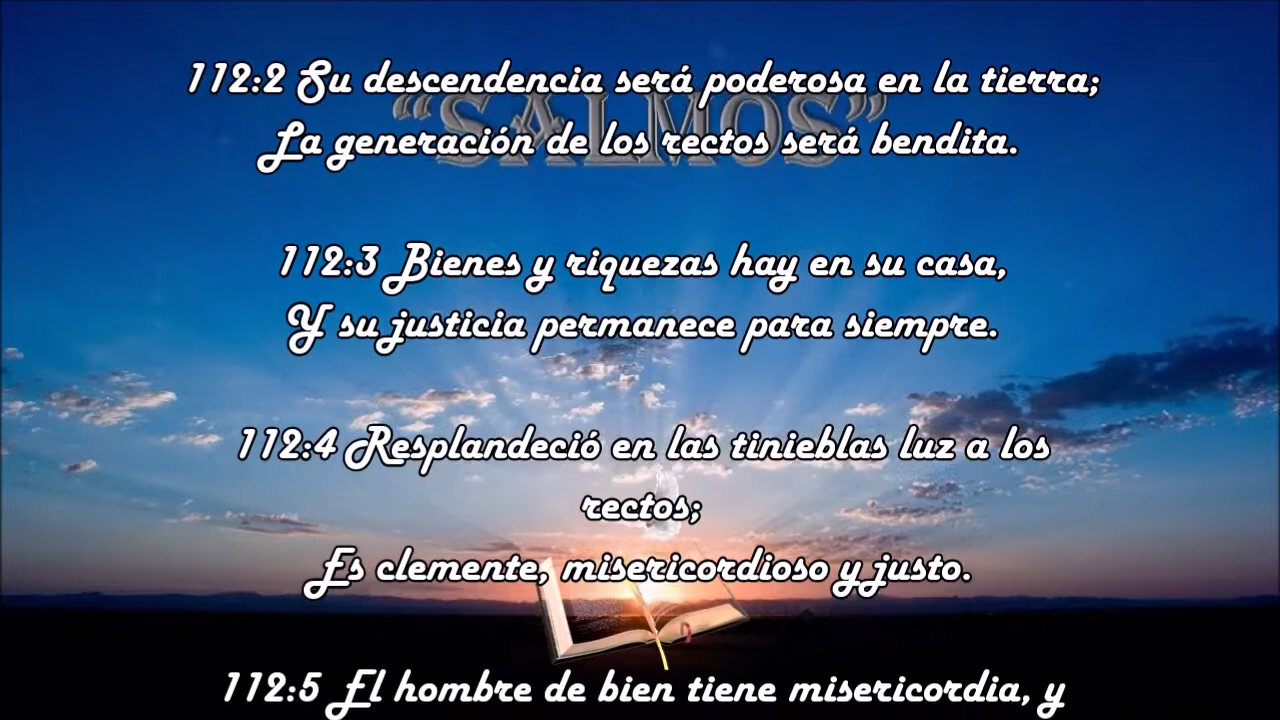 112:2 Su descendencia será poderosa en la tierra;
"SALMOS"
La generación de los rectos será bendita.
112:3 Bienes y riquezas hay en su casa,
Y su justicia permanece para siempre.
112:4 Resplandeció en las tinieblas luz a los
rectos;
Es clemente, misericordioso y justo.
112:5 El hombre de bien tiene misericordia, y